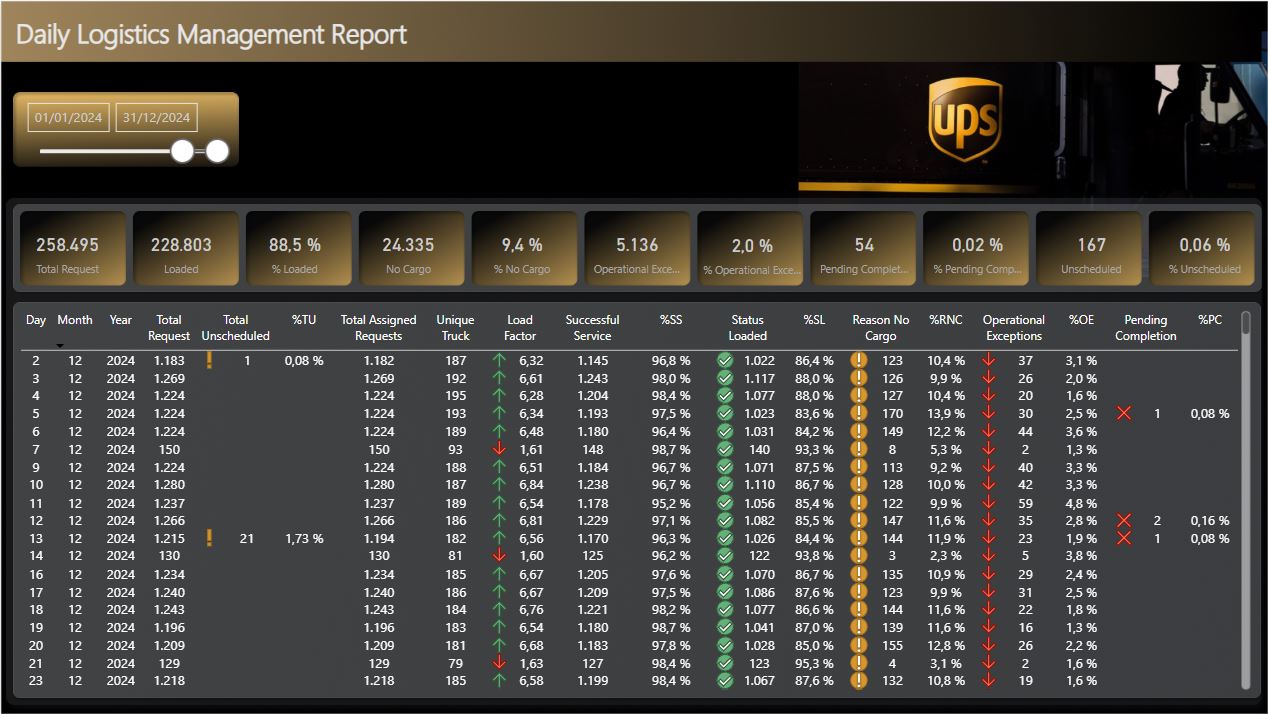 Daily Logistics Management Report
01/01/2024 31/12/2024
ups
258.495 228.803 88,5 % 24.335 9,4 % 5.136 2,0 % 54 0,02 % 167 0,06 %
Total Request Loaded % Loaded No Cargo % No Cargo Operational Exce... % Operational Exce... Pending Complet... % Pending Comp... Unscheduled % Unscheduled
Day Month Year Total Total %TU Total Assigned Unique Load Successful %SS Status %SL Reason No %RNC Operational %OE Pending %PC
Request Unscheduled Requests Truck Factor Service Loaded Cargo Exceptions Completion
2 12 2024 1.183 1 0,08 % 1.182 187 6,32 1.145 96,8 % 1.022 86,4 % 123 10,4 % 37 3,1 %
3 12 2024 1.269 1.269 192 6,61 1.243 98,0 % 1.117 88,0 % 126 9,9 % 26 2,0 %
4 12 2024 1.224 1.224 195 6,28 1.204 98,4 % 1.077 88,0 % 127 10,4 % 20 1,6 %
5 12 2024 1.224 1.224 193 6,34 1.193 97,5 % 1.023 83,6 % 170 13,9 % 30 2,5 % 1 0,08 %
6 12 2024 1.224 1.224 189 6,48 1.180 96,4 % 1.031 84,2 % 149 12,2 % 44 3,6 %
7 12 2024 150 150 93 1,61 148 98,7 % 140 93,3 % 8 5,3 % 2 1,3 %
9 12 2024 1.224 1.224 188 6,51 1.184 96,7 % 1.071 87,5 % 113 9,2 % 40 3,3 %
10 12 2024 1.280 1.280 187 6,84 1.238 96,7 % 1.110 86,7 % 128 10,0 % 42 3,3 %
11 12 2024 1.237 1.237 189 6,54 1.178 95,2 % 1.056 85,4 % 122 9,9 % 59 4,8 %
12 12 2024 1.266 1.266 186 6,81 1.229 97,1 % 1.082 85,5 % 147 11,6 % 35 2,8 % 2 0,16 %
13 12 2024 1.215 21 1,73 % 1.194 182 6,56 1.170 96,3 % 1.026 84,4 % 144 11,9 % 23 1,9 % 1 0,08 %
14 12 2024 130 130 81 1,60 125 96,2 % 122 93,8 % 3 2,3 % 5 3,8 %
16 12 2024 1.234 1.234 185 6,67 1.205 97,6 % 1.070 86,7 % 135 10,9 % 29 2,4 %
17 12 2024 1.240 1.240 186 6,67 1.209 97,5 % 1.086 87,6 % 123 9,9 % 31 2,5 %
18 12 2024 1.243 1.243 184 6,76 1.221 98,2 % 1.077 86,6 % 144 11,6 % 22 1,8 %
19 12 2024 1.196 1.196 183 6,54 1.180 98,7 % 1.041 87,0 % 139 11,6 % 16 1,3 %
20 12 2024 1.209 1.209 181 6,68 1.183 97,8 % 1.028 85,0 % 155 12,8 % 26 2,2 %
21 12 2024 129 129 79 1,63 127 98,4 % 123 95,3 % 4 3,1 % 2 1,6 %
23 12 2024 1.218 1.218 185 6,58 1.199 98,4 % 1.067 87,6 % 132 10,8 % 19 1,6 %